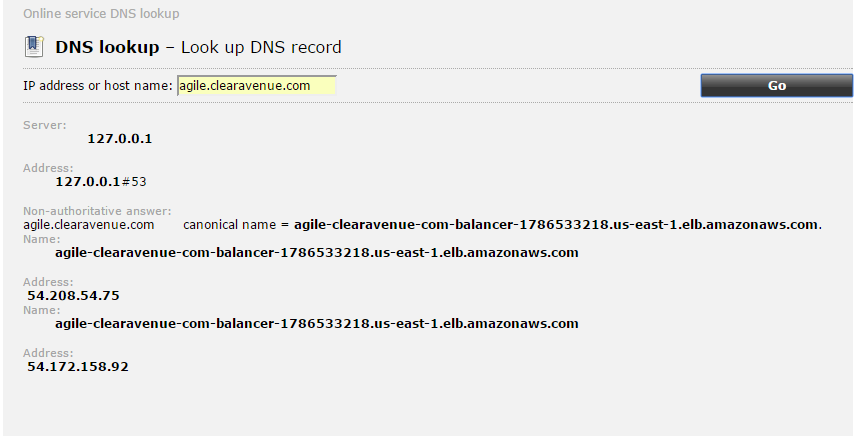 Online service DNS lookup
DNS lookup – Look up DNS record
IP address or host name: agile.clearavenue.com Go
Server:
127.0.0.1
Address:
127.0.0.1#53
Non-authoritative answer:
agile.clearavenue.com canonical name = agile-clearavenue-com-balancer-1786533218.us-east-1.elb.amazonaws.com.
Name:
agile-clearavenue-com-balancer-1786533218.us-east-1.elb.amazonaws.com
Address:
54.208.54.75
Name:
agile-clearavenue-com-balancer-1786533218.us-east-1.elb.amazonaws.com
Address:
54.172.158.92